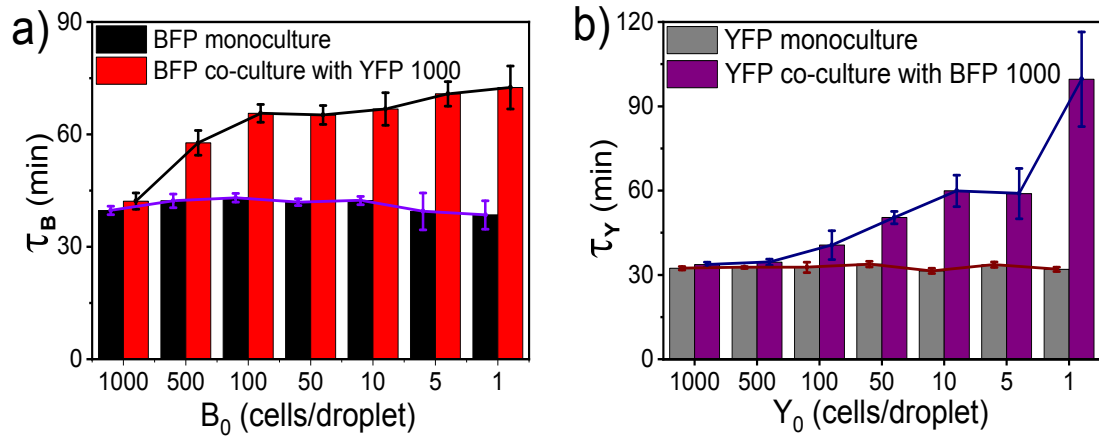 a)
BFP monoculture
BFP co-culture with YFP 1000
90
60
30
0
τB (min)
1000 500 100 50 10 5 1
B0 (cells/droplet)
b)
YFP monoculture
YFP co-culture with BFP 1000
120
90
60
30
0
τY (min)
1000 500 100 50 10 5 1
Y0 (cells/droplet)